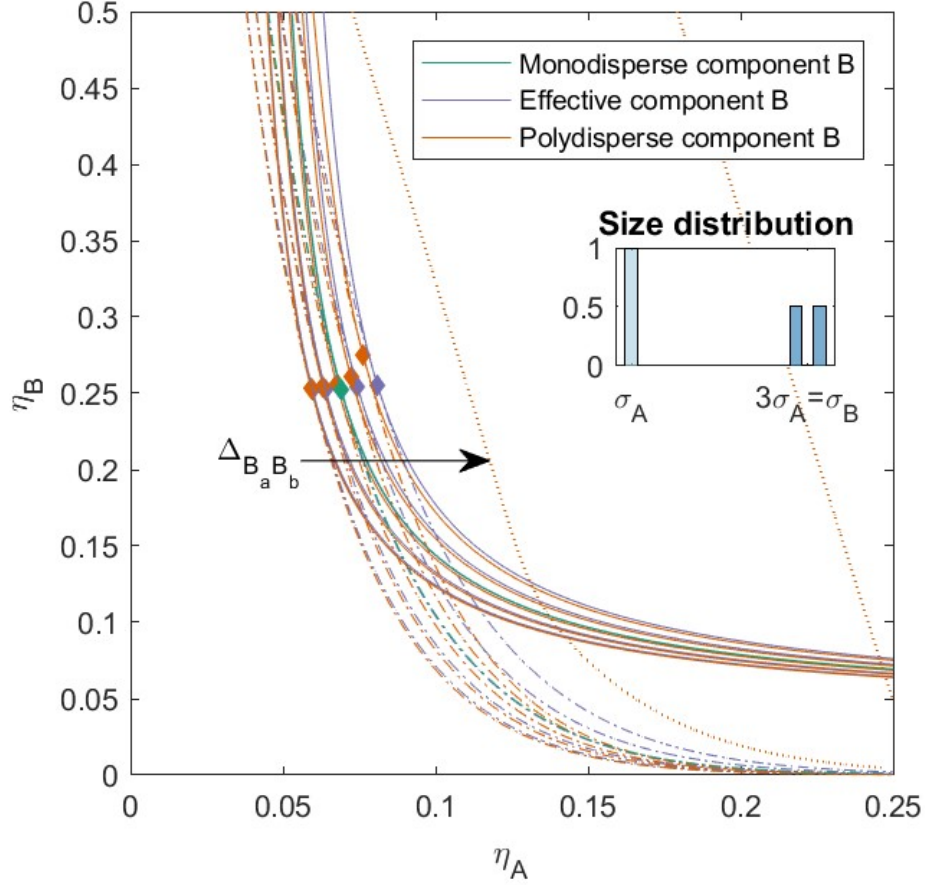 0.5
0.45
0.4
0.35
0.3
0.25
0.2
0.15
0.1
0.05
0
η_B
Monodisperse component B
Effective component B
Polydisperse component B
Size distribution
1
0.5
0
σ_A
3σ_A=σ_B
Δ_{B_aB_b}
0
0.05
0.1
0.15
0.2
0.25
η_A